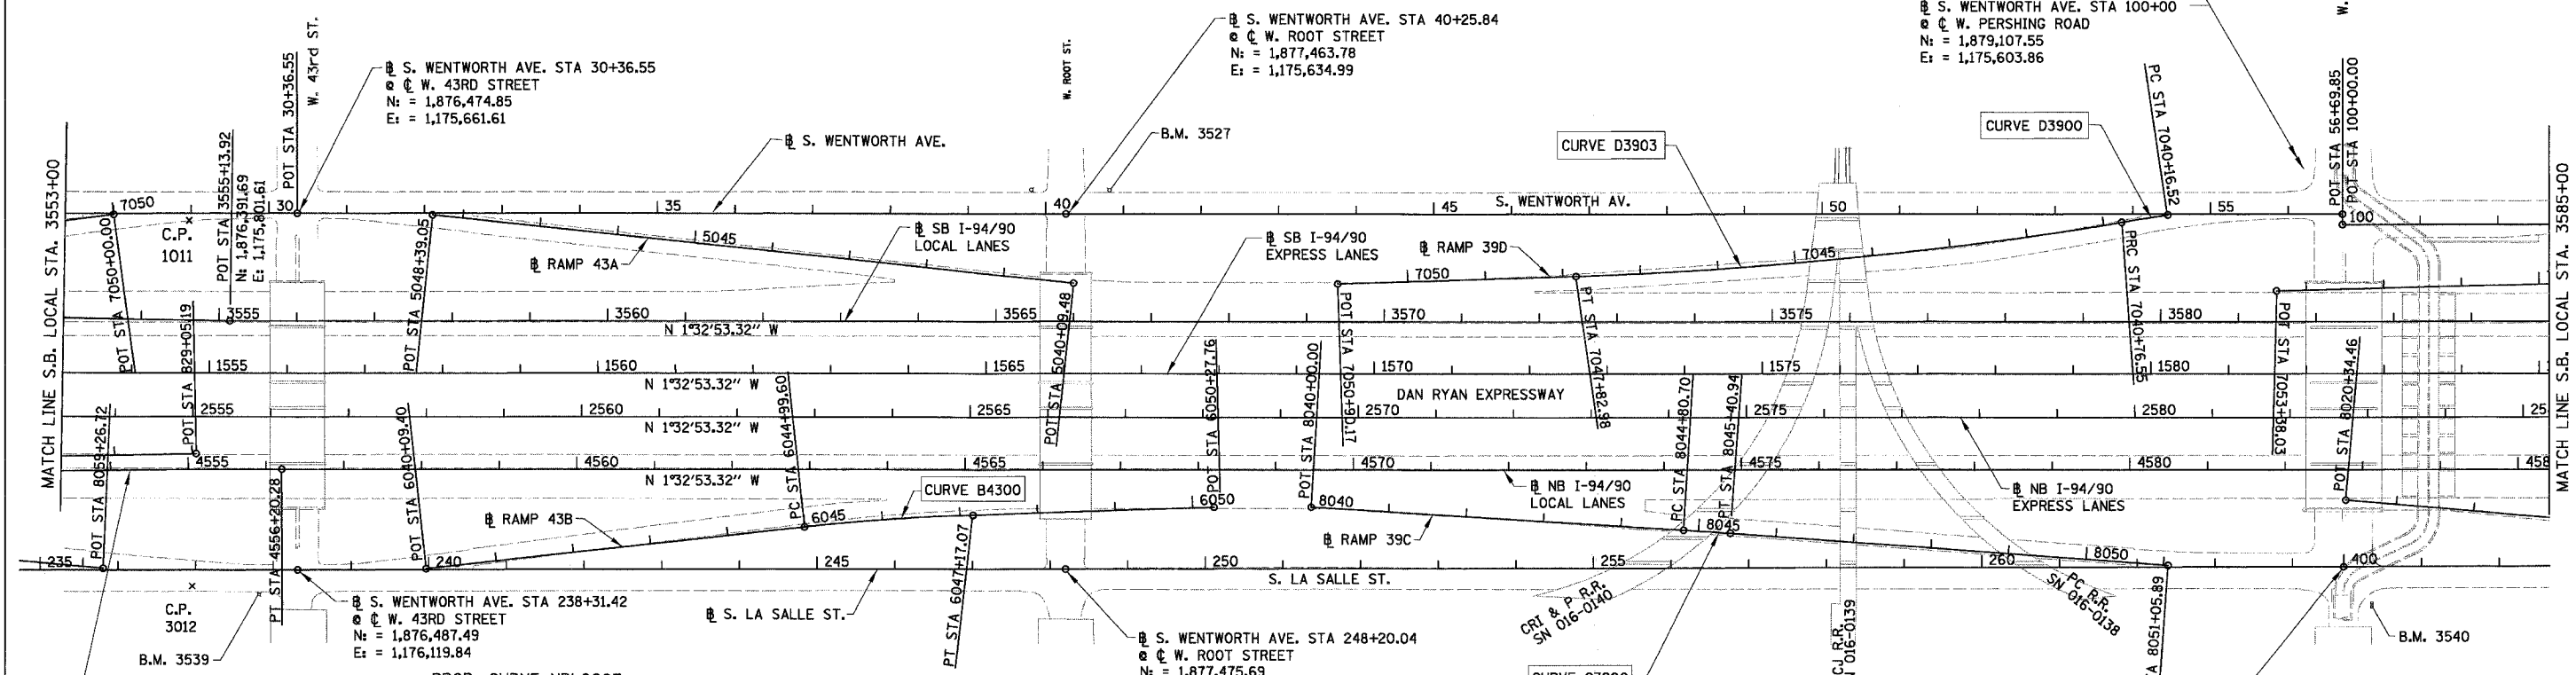 ℄ S. WENTWORTH AVE. STA 40+25.84
@ ℄ W. ROOT STREET
N: = 1,877,463.78
E: = 1,175,634.99
℄ S. WENTWORTH AVE. STA 100+00
@ ℄ W. PERSHING ROAD
N: = 1,879,107.55
E: = 1,175,603.86
W.
℄ S. WENTWORTH AVE. STA 30+36.55
@ ℄ W. 43RD STREET
N: = 1,876,474.85
E: = 1,175,661.61
W. 43rd ST.
POT STA 30+36.55
W. ROOT ST.
℄ S. WENTWORTH AVE.
B.M. 3527
CURVE D3903
CURVE D3900
PC STA 7040+16.52
POT STA 56+69.85
POT STA 100+00.00
MATCH LINE S.B. LOCAL STA. 3553+00
MATCH LINE S.B. LOCAL STA. 3585+00
7050
30
35
40
45
S. WENTWORTH AV.
50
55
100
C.P.
1011
POT STA 3555+13.92
N: 1,876,391.69
E: 1,175,801.61
POT STA 7050+00.00
POT STA 5048+39.05
℄ RAMP 43A
5045
℄ SB I-94/90
LOCAL LANES
℄ SB I-94/90
EXPRESS LANES
℄ RAMP 39D
7050
7045
PRC STA 7040+76.55
3555
3560
3565
3570
3575
3580
N 1°32'53.32" W
POT STA 829+05.19
POT STA 5040+09.48
POT STA 7050+90.17
PT STA 7047+82.98
POT STA 7053+38.03
1555
1560
1565
1570
1575
1580
N 1°32'53.32" W
DAN RYAN EXPRESSWAY
2555
2560
2565
2570
2575
2580
25
N 1°32'53.32" W
POT STA 8059+26.72
POT STA 6040+09.40
PC STA 6044+99.60
POT STA 6050+27.76
POT STA 8040+00.00
PC STA 8044+80.70
PT STA 8045+40.94
POT STA 8020+34.46
4555
4560
4565
4570
4575
4580
458
N 1°32'53.32" W
PT STA 4556+20.28
CURVE B4300
℄ RAMP 43B
6045
6050
8040
℄ NB I-94/90
LOCAL LANES
℄ NB I-94/90
EXPRESS LANES
℄ RAMP 39C
8045
8050
235
240
245
250
255
260
400
S. LA SALLE ST.
C.P.
3012
B.M. 3539
℄ S. WENTWORTH AVE. STA 238+31.42
@ ℄ W. 43RD STREET
N: = 1,876,487.49
E: = 1,176,119.84
℄ S. LA SALLE ST.
PT STA 6047+17.07
℄ S. WENTWORTH AVE. STA 248+20.04
@ ℄ W. ROOT STREET
N: = 1,877,475.69
CRI & P R.R.
SN 016-0140
CJ R.R.
016-0139
PC R.R.
SN 016-0138
TA 8051+05.89
B.M. 3540